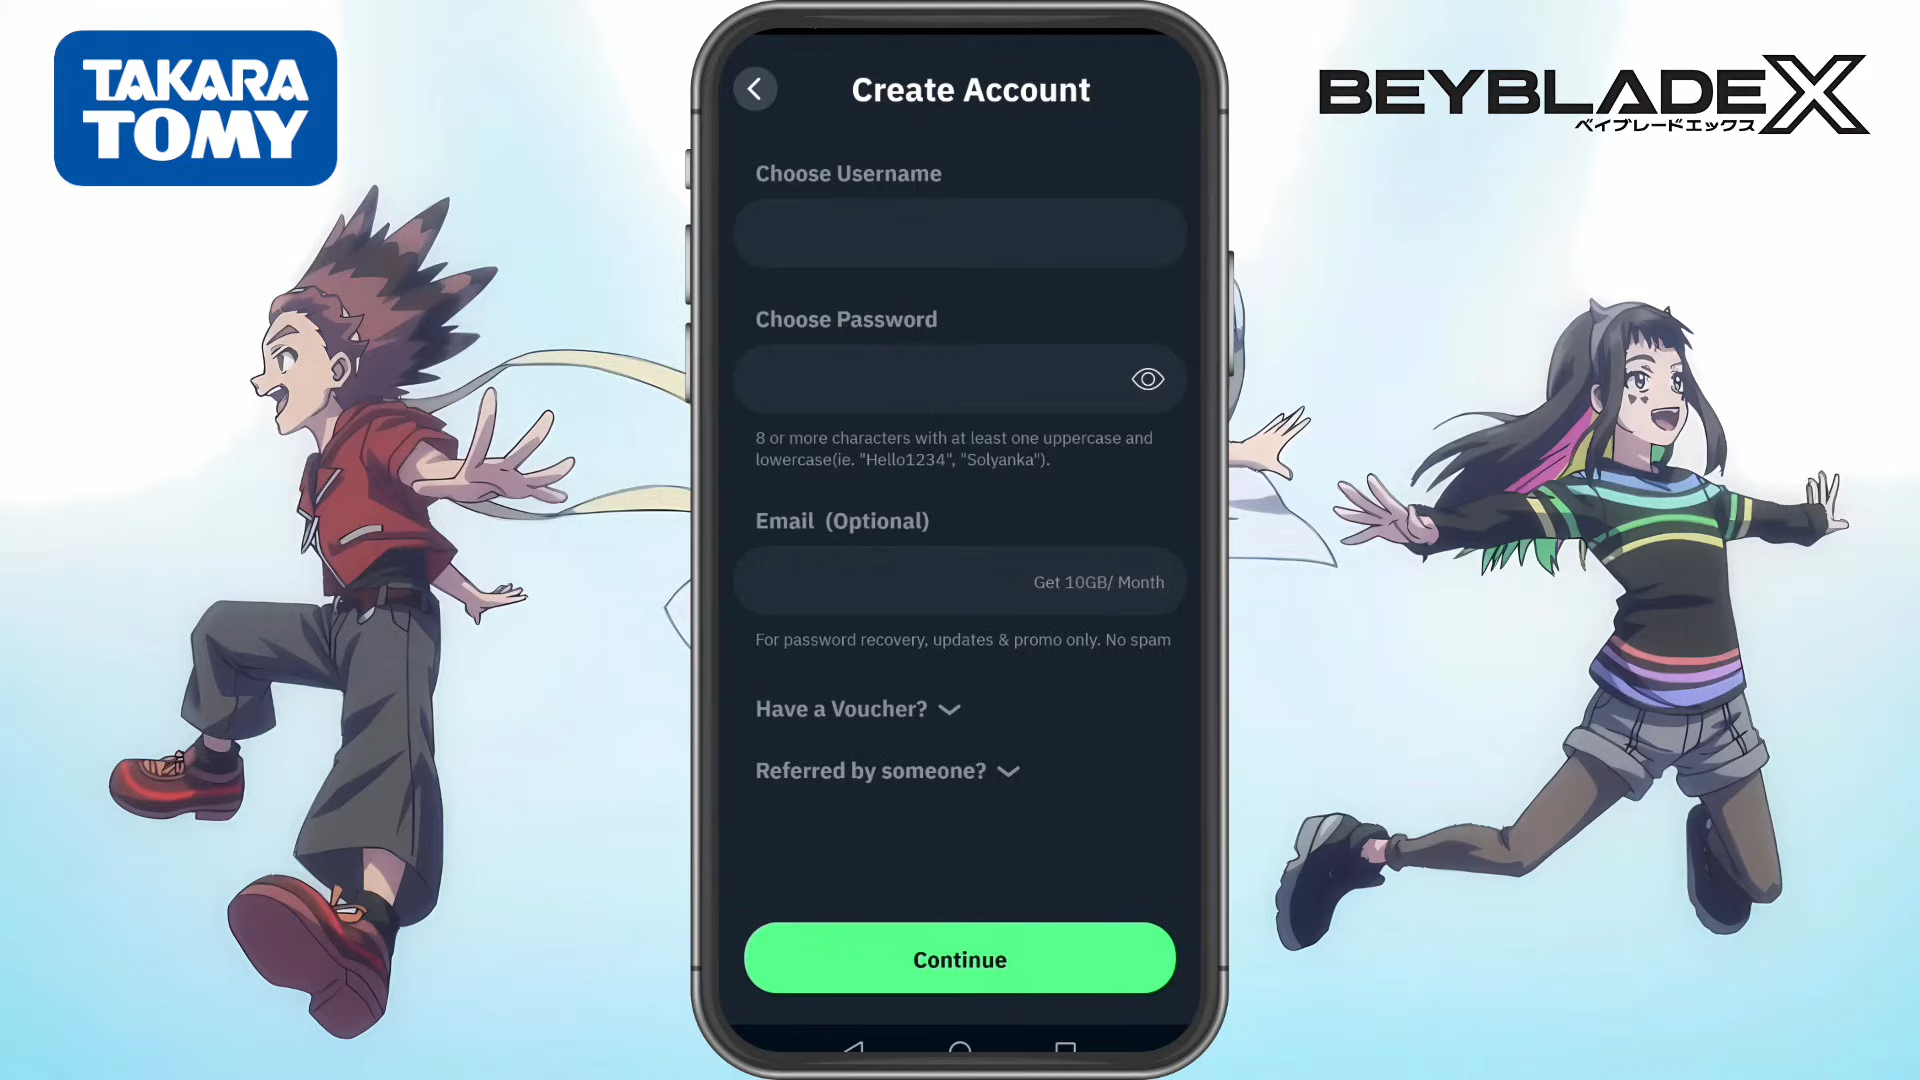 TAKARA
TOMY
BEYBLADE X
ベイブレードエックス
Create Account
Choose Username
Choose Password
8 or more characters with at least one uppercase and
lowercase(ie. "Hello1234", "Solyanka").
Email (Optional)
Get 10GB/ Month
For password recovery, updates & promo only. No spam
Have a Voucher?
Referred by someone?
Continue